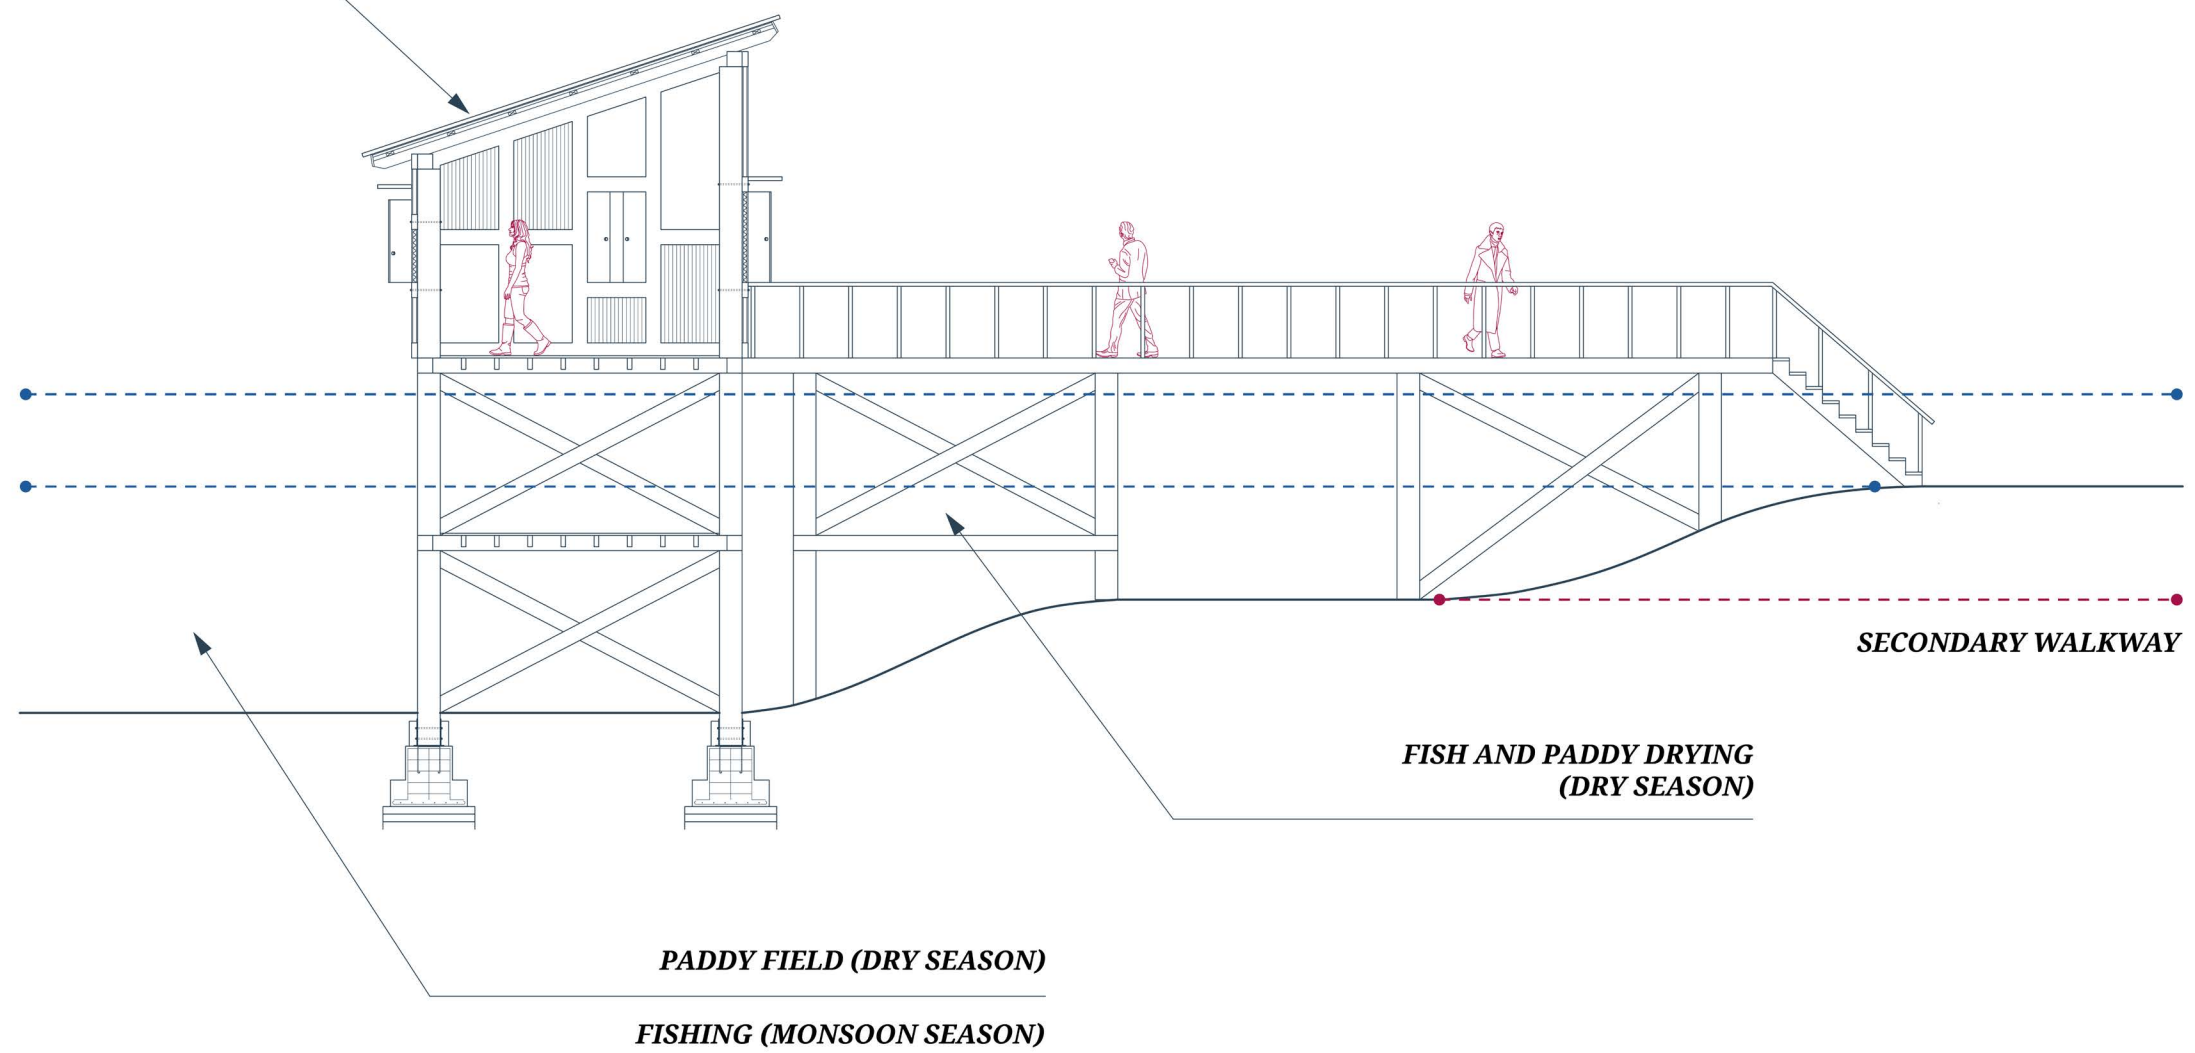 SECONDARY WALKWAY
FISH AND PADDY DRYING
(DRY SEASON)
PADDY FIELD (DRY SEASON)
FISHING (MONSOON SEASON)